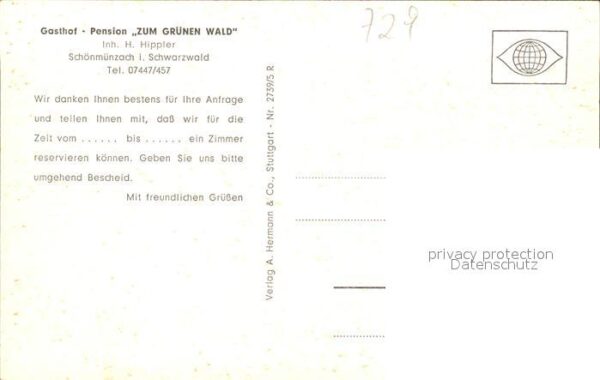 Gasthof - Pension „ZUM GRÜNEN WALD"
Inh. H. Hippler
Schönmünzach i. Schwarzwald
Tel. 07447/457
Wir danken Ihnen bestens für Ihre Anfrage
und teilen Ihnen mit, daß wir für die
Zeit vom . . . . . . bis . . . . . . ein Zimmer
reservieren können. Geben Sie uns bitte
umgehend Bescheid.
Mit freundlichen Grüßen
Verlag A. Hermann & Co., Stuttgart - Nr. 2739/5 R
729
privacy protection
Datenschutz